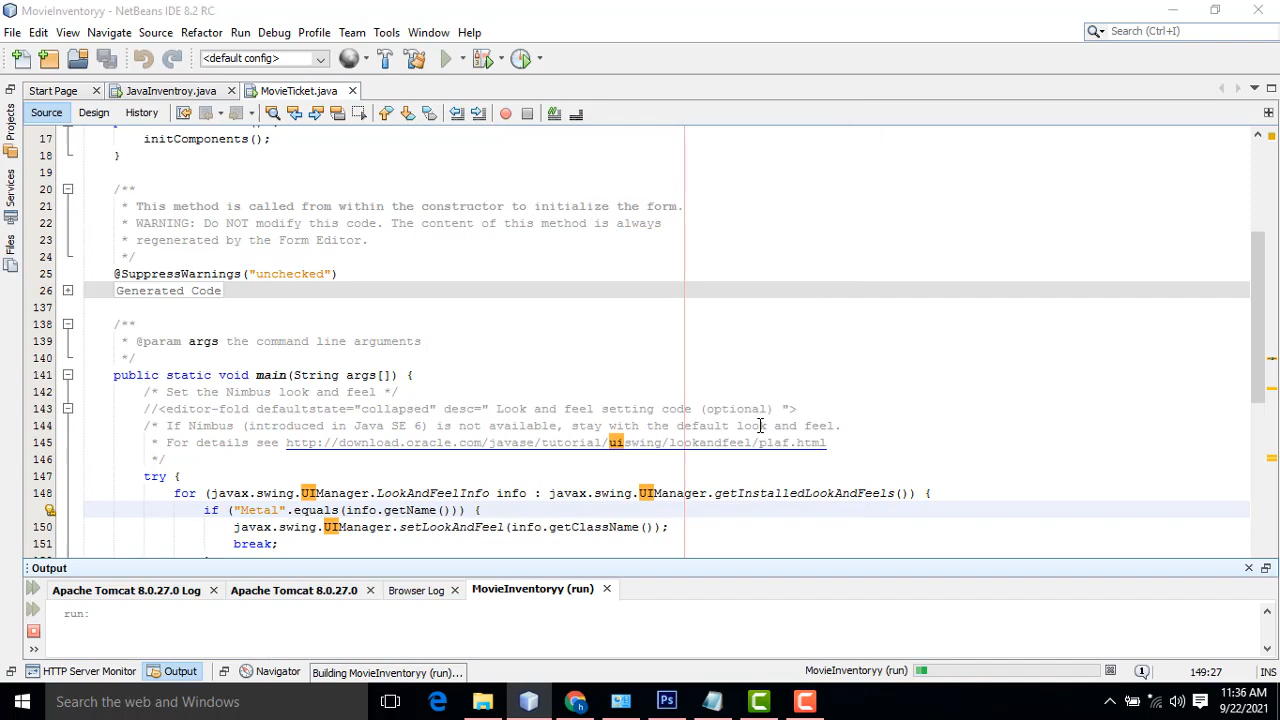 MovieInventoryy - NetBeans IDE 8.2 RC
File Edit View Navigate Source Refactor Run Debug Profile Team Tools Window Help
Search (Ctrl+I)
<default config>
Start Page JavaInventroy.java MovieTicket.java
Source Design History
Projects
Services
Files
17 initComponents();
18 }
19
20 /**
21 * This method is called from within the constructor to initialize the form.
22 * WARNING: Do NOT modify this code. The content of this method is always
23 * regenerated by the Form Editor.
24 */
25 @SuppressWarnings("unchecked")
26 Generated Code
137
138 /**
139 * @param args the command line arguments
140 */
141 public static void main(String args[]) {
142 /* Set the Nimbus look and feel */
143 //<editor-fold defaultstate="collapsed" desc=" Look and feel setting code (optional) ">
144 /* If Nimbus (introduced in Java SE 6) is not available, stay with the default look and feel.
145 * For details see http://download.oracle.com/javase/tutorial/uiswing/lookandfeel/plaf.html
146 */
147 try {
148 for (javax.swing.UIManager.LookAndFeelInfo info : javax.swing.UIManager.getInstalledLookAndFeels()) {
if ("Metal".equals(info.getName())) {
150 javax.swing.UIManager.setLookAndFeel(info.getClassName());
151 break;
Output
Apache Tomcat 8.0.27.0 Log Apache Tomcat 8.0.27.0 Browser Log MovieInventoryy (run)
run:
HTTP Server Monitor Output Navigator Building MovieInventoryy (run)... MovieInventoryy (run) 149:27
Search the web and Windows
11:36 AM
9/22/2021